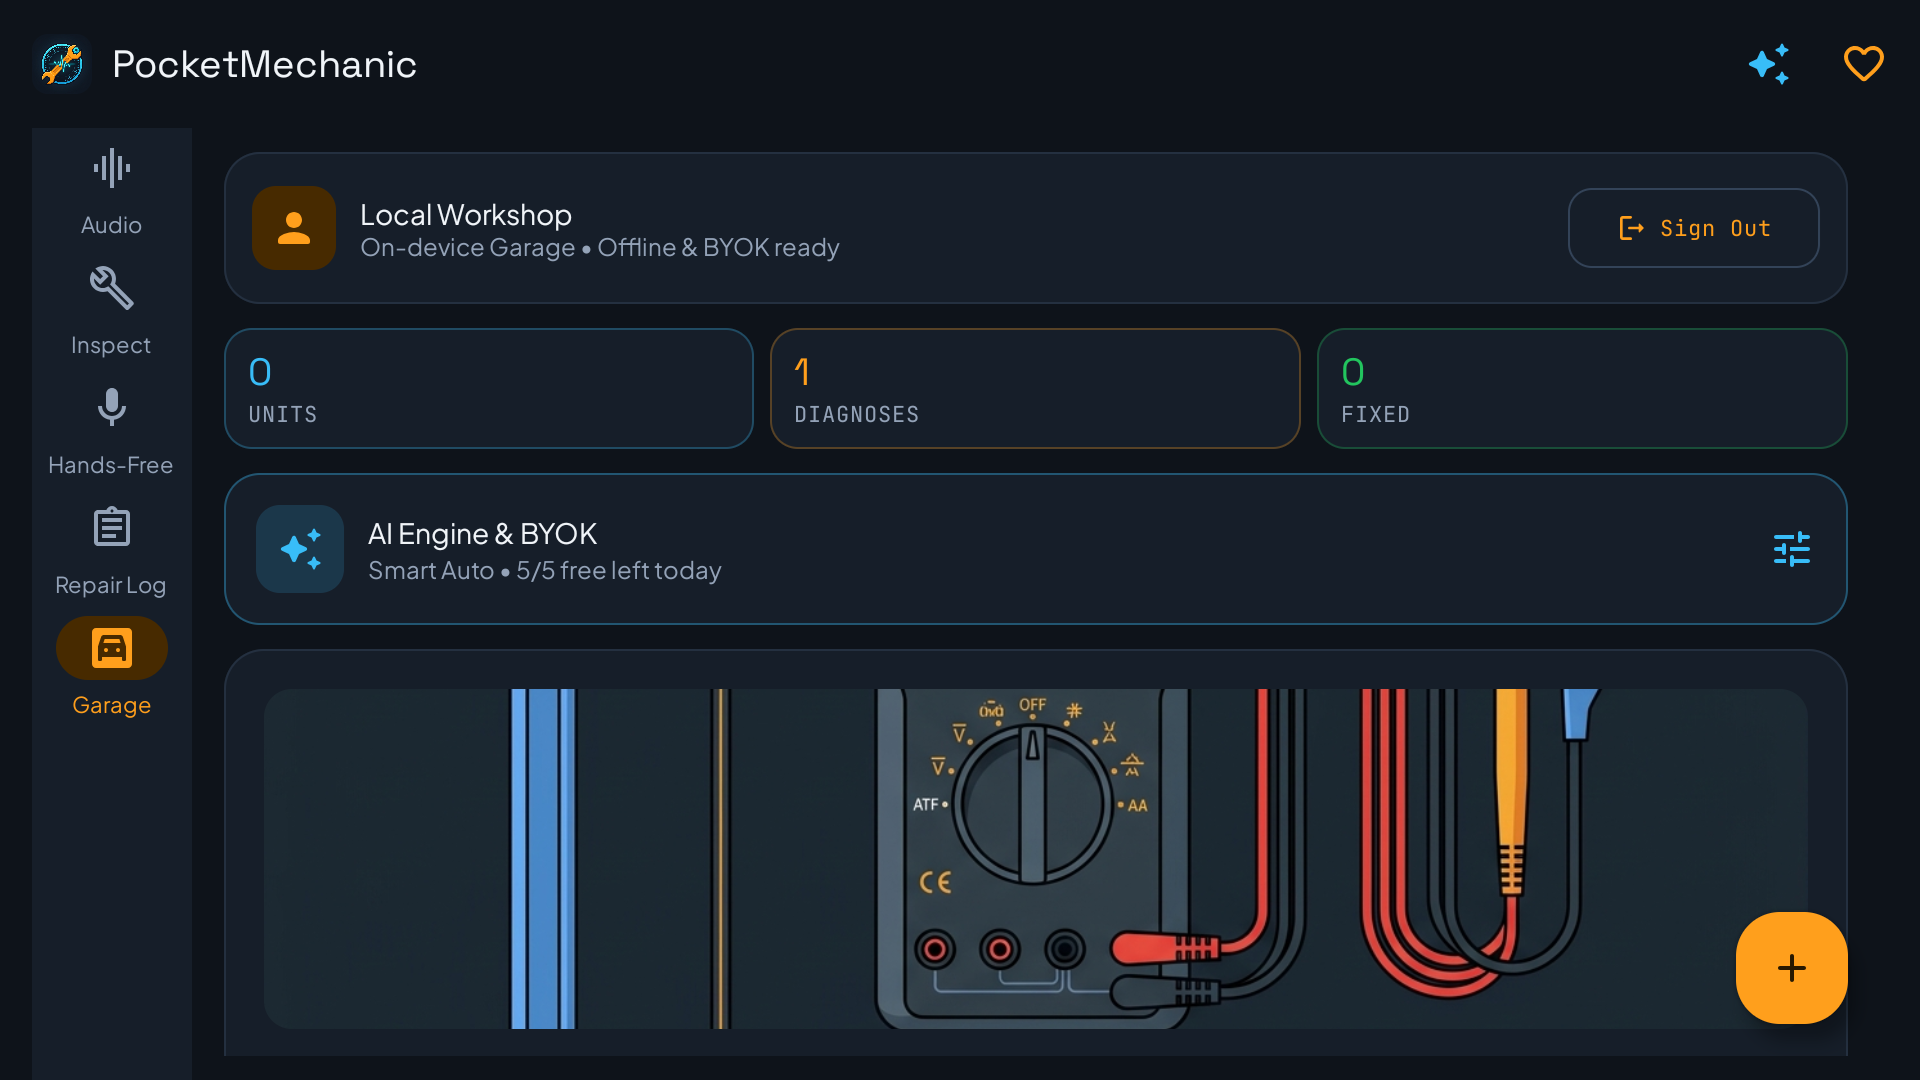 PocketMechanic
Audio
Inspect
Hands-Free
Repair Log
Garage
Local Workshop
On-device Garage • Offline & BYOK ready
Sign Out
0
UNITS
1
DIAGNOSES
0
FIXED
AI Engine & BYOK
Smart Auto • 5/5 free left today
OFF
V
V
ATF
AA
CE